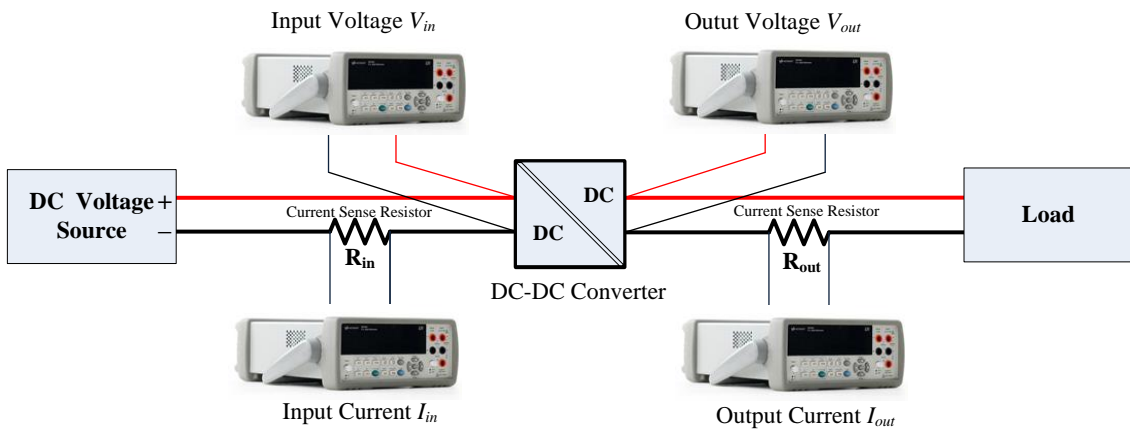 Input Voltage Vin
Outut Voltage Vout
DC Voltage
Source
+
–
Current Sense Resistor
Rin
DC
DC
DC-DC Converter
Current Sense Resistor
Rout
Load
Input Current Iin
Output Current Iout